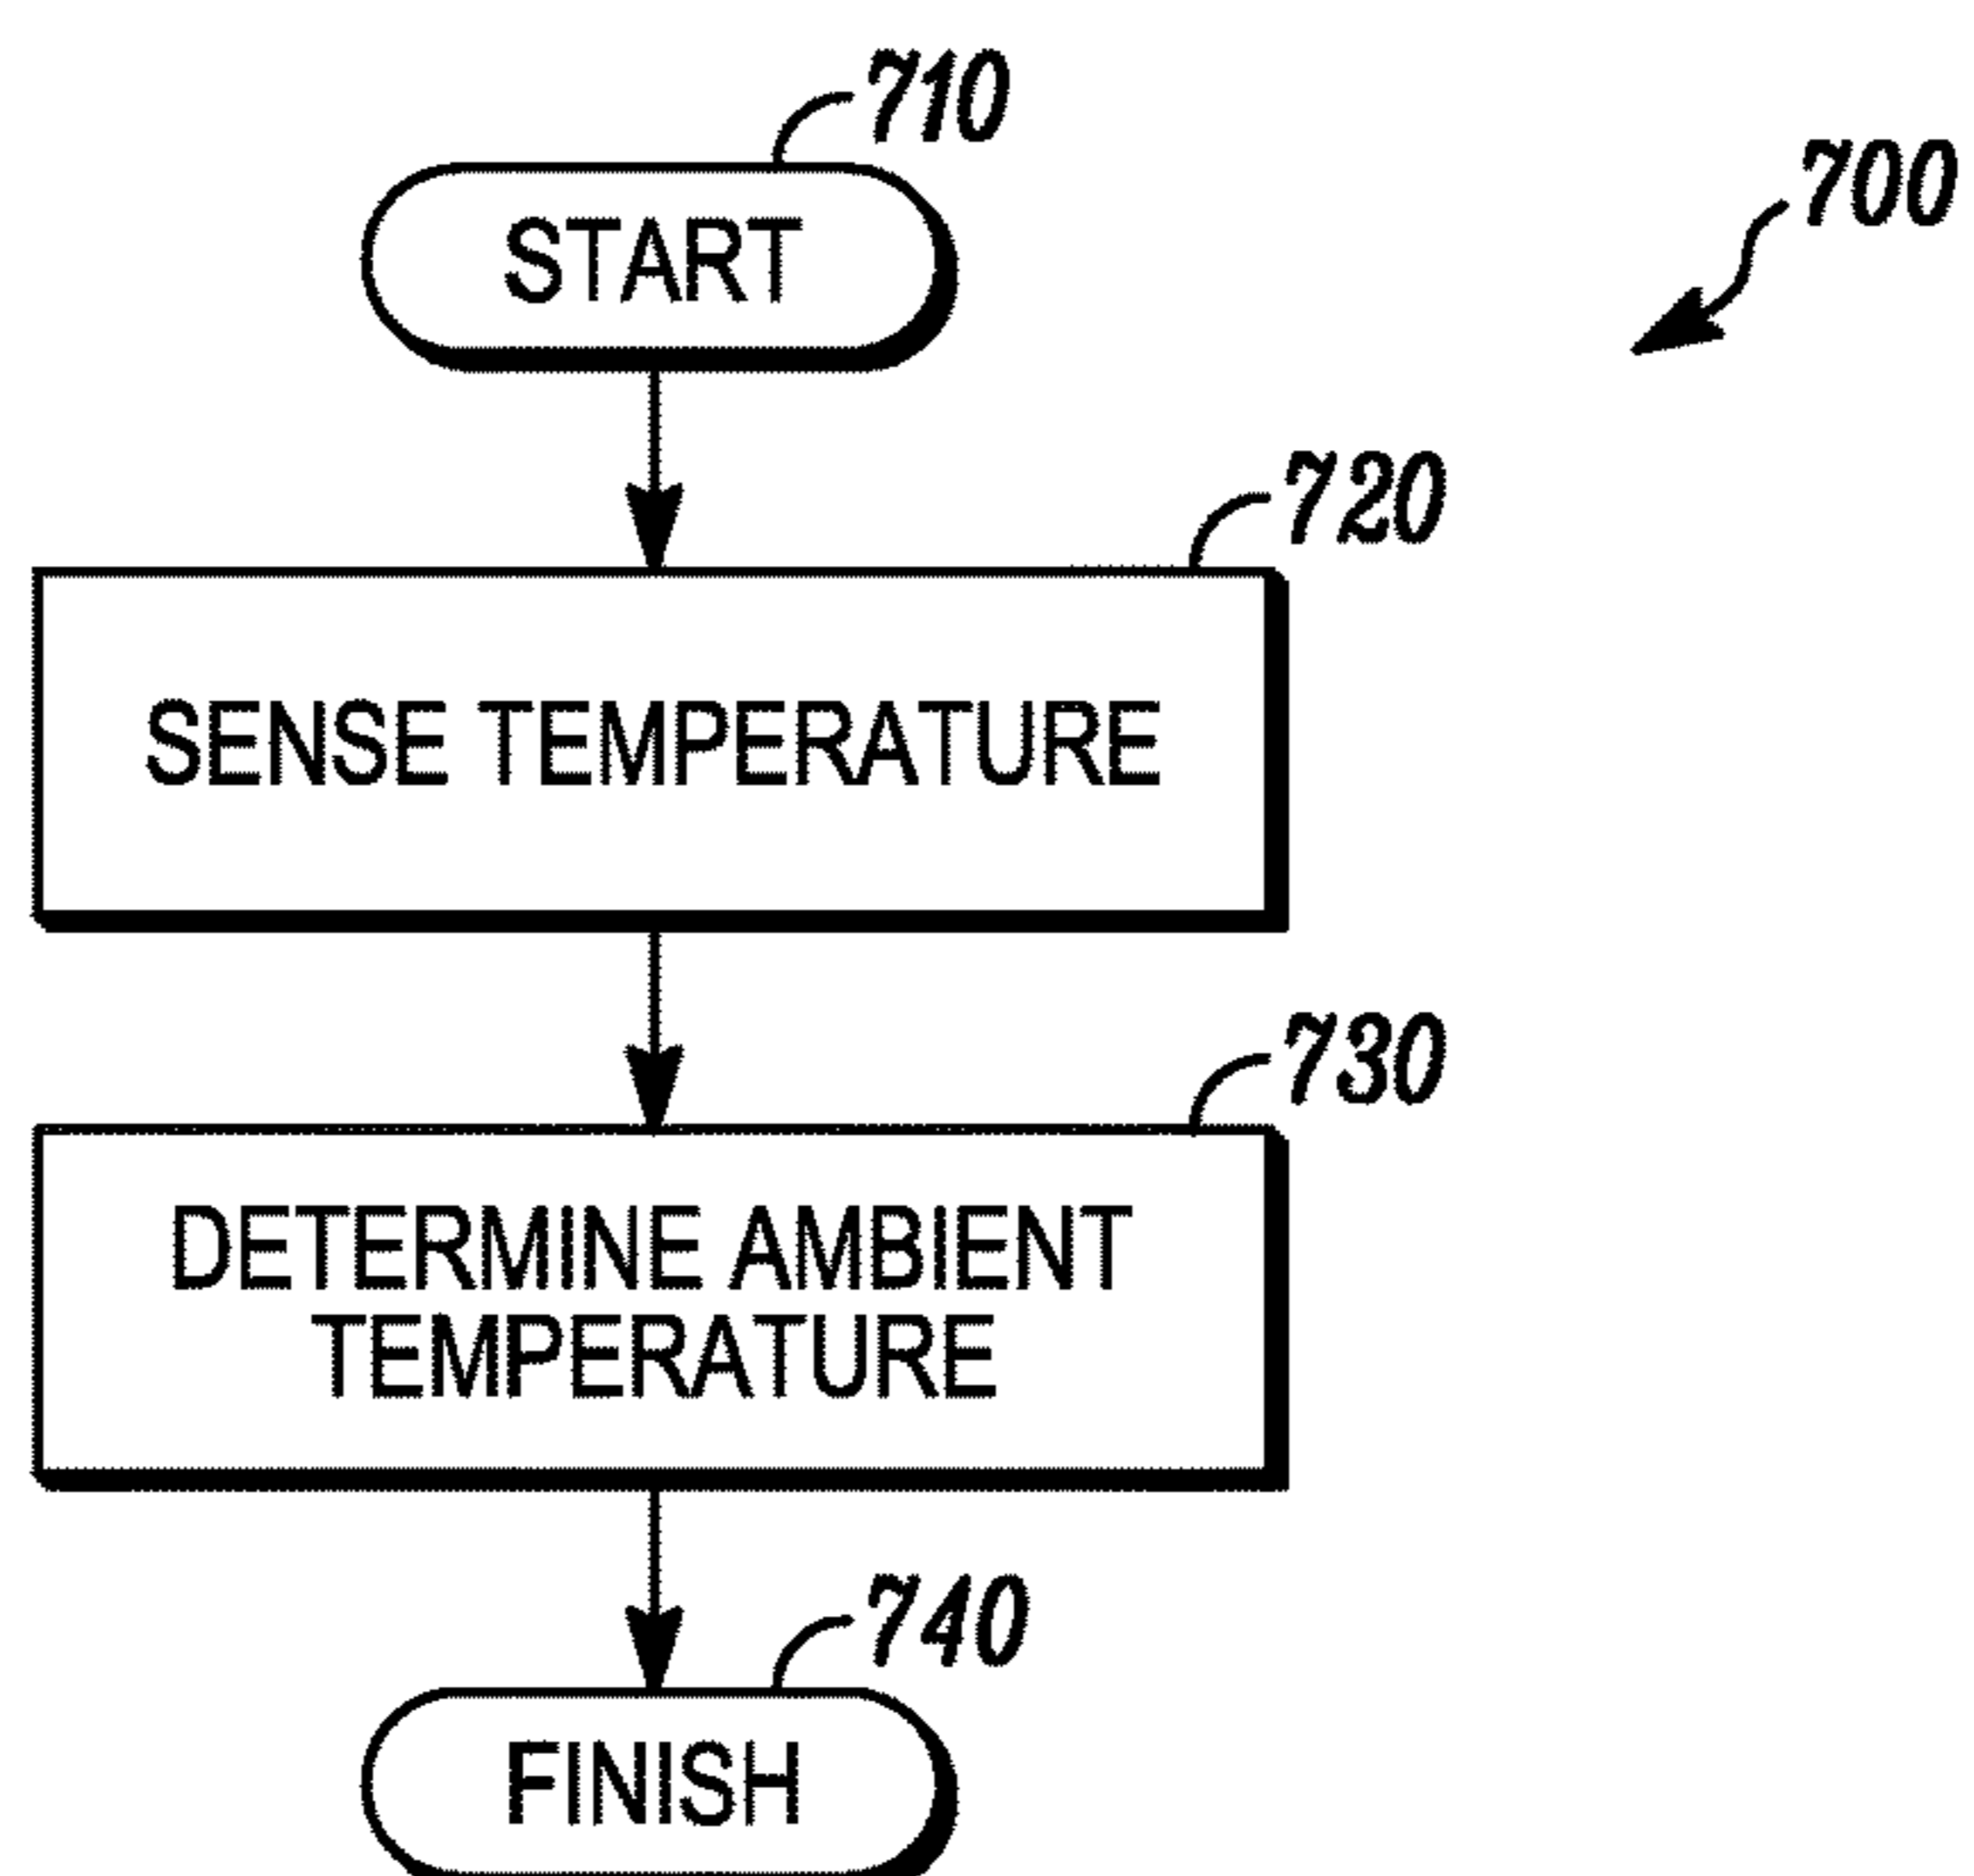 710
START
700
720
SENSE TEMPERATURE
730
DETERMINE AMBIENT
TEMPERATURE
740
FINISH